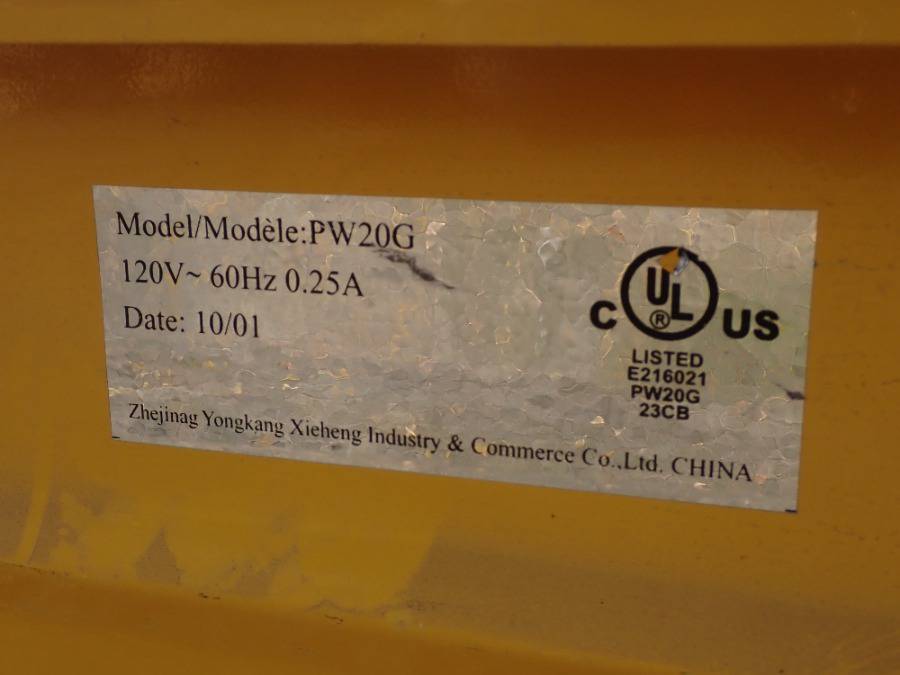 Model/Modèle:PW20G
120V~ 60Hz 0.25A
Date: 10/01
C UL ® US
LISTED
E216021
PW20G
23CB
Zhejinag Yongkang Xieheng Industry & Commerce Co.,Ltd. CHINA